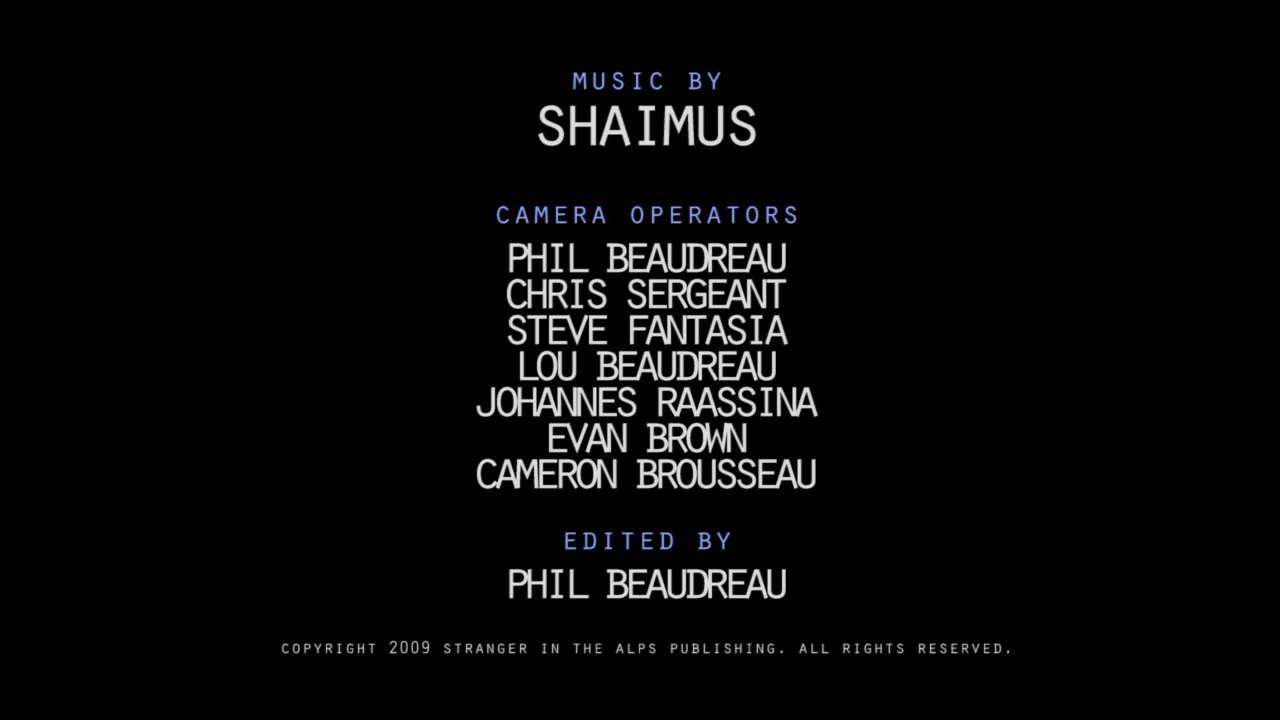 MUSIC BY
SHAIMUS
CAMERA OPERATORS
PHIL BEAUDREAU
CHRIS SERGEANT
STEVE FANTASIA
LOU BEAUDREAU
JOHANNES RAASSINA
EVAN BROWN
CAMERON BROUSSEAU
EDITED BY
PHIL BEAUDREAU
COPYRIGHT 2009 STRANGER IN THE ALPS PUBLISHING. ALL RIGHTS RESERVED.